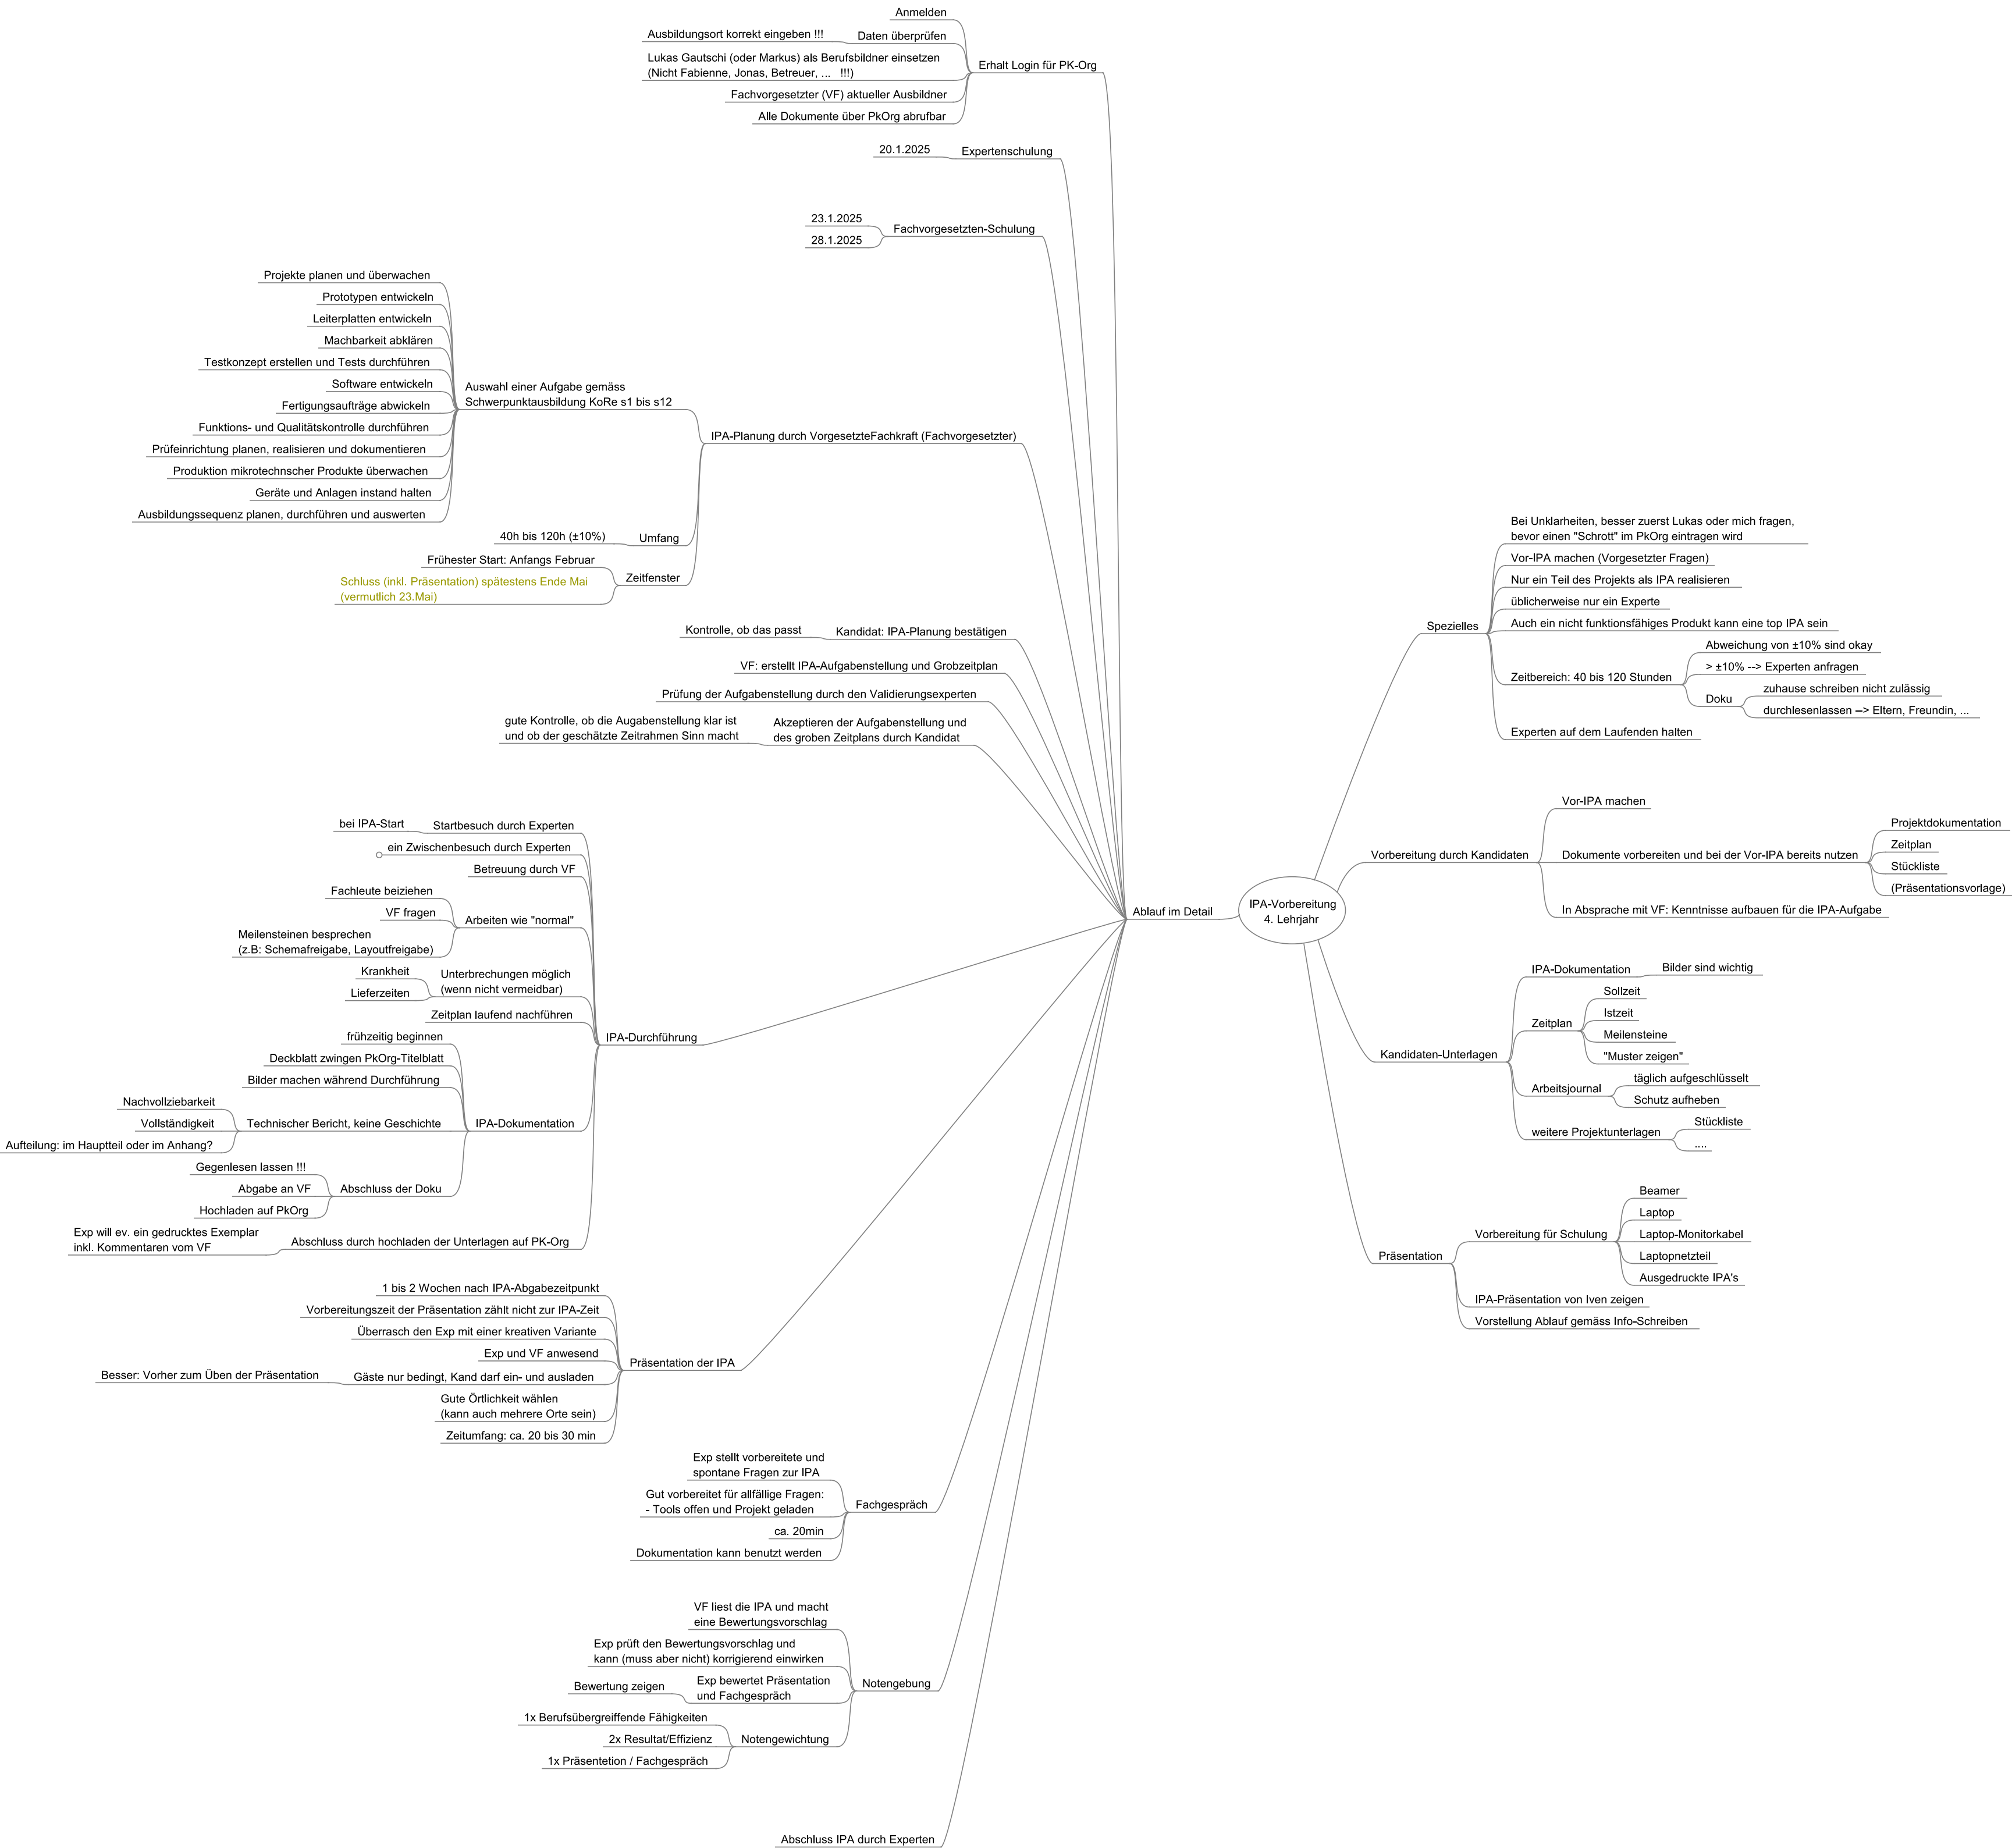 Anmelden
Ausbildungsort korrekt eingeben !!!
Daten überprüfen
Lukas Gautschi (oder Markus) als Berufsbildner einsetzen
(Nicht Fabienne, Jonas, Betreuer, ...   !!!)
Fachvorgesetzter (VF) aktueller Ausbildner
Alle Dokumente über PkOrg abrufbar
Erhalt Login für PK-Org
20.1.2025
Expertenschulung
23.1.2025
28.1.2025
Fachvorgesetzten-Schulung
Projekte planen und überwachen
Prototypen entwickeln
Leiterplatten entwickeln
Machbarkeit abklären
Testkonzept erstellen und Tests durchführen
Software entwickeln
Fertigungsaufträge abwickeln
Funktions- und Qualitätskontrolle durchführen
Prüfeinrichtung planen, realisieren und dokumentieren
Produktion mikrotechnscher Produkte überwachen
Geräte und Anlagen instand halten
Ausbildungssequenz planen, durchführen und auswerten
Auswahl einer Aufgabe gemäss
Schwerpunktausbildung KoRe s1 bis s12
40h bis 120h (±10%)
Umfang
Frühester Start: Anfangs Februar
Schluss (inkl. Präsentation) spätestens Ende Mai
(vermutlich 23.Mai)
Zeitfenster
IPA-Planung durch VorgesetzteFachkraft (Fachvorgesetzter)
Kontrolle, ob das passt
Kandidat: IPA-Planung bestätigen
VF: erstellt IPA-Aufgabenstellung und Grobzeitplan
Prüfung der Aufgabenstellung durch den Validierungsexperten
gute Kontrolle, ob die Augabenstellung klar ist
und ob der geschätzte Zeitrahmen Sinn macht
Akzeptieren der Aufgabenstellung und
des groben Zeitplans durch Kandidat
bei IPA-Start
Startbesuch durch Experten
ein Zwischenbesuch durch Experten
Betreuung durch VF
Fachleute beiziehen
VF fragen
Meilensteinen besprechen
(z.B: Schemafreigabe, Layoutfreigabe)
Arbeiten wie "normal"
Krankheit
Lieferzeiten
Unterbrechungen möglich
(wenn nicht vermeidbar)
Zeitplan laufend nachführen
frühzeitig beginnen
Deckblatt zwingen PkOrg-Titelblatt
Bilder machen während Durchführung
Nachvollziebarkeit
Vollständigkeit
Aufteilung: im Hauptteil oder im Anhang?
Technischer Bericht, keine Geschichte
Gegenlesen lassen !!!
Abgabe an VF
Hochladen auf PkOrg
Abschluss der Doku
IPA-Dokumentation
Exp will ev. ein gedrucktes Exemplar
inkl. Kommentaren vom VF
Abschluss durch hochladen der Unterlagen auf PK-Org
IPA-Durchführung
1 bis 2 Wochen nach IPA-Abgabezeitpunkt
Vorbereitungszeit der Präsentation zählt nicht zur IPA-Zeit
Überrasch den Exp mit einer kreativen Variante
Exp und VF anwesend
Besser: Vorher zum Üben der Präsentation
Gäste nur bedingt, Kand darf ein- und ausladen
Gute Örtlichkeit wählen
(kann auch mehrere Orte sein)
Zeitumfang: ca. 20 bis 30 min
Präsentation der IPA
Exp stellt vorbereitete und
spontane Fragen zur IPA
Gut vorbereitet für allfällige Fragen:
- Tools offen und Projekt geladen
ca. 20min
Dokumentation kann benutzt werden
Fachgespräch
VF liest die IPA und macht
eine Bewertungsvorschlag
Exp prüft den Bewertungsvorschlag und
kann (muss aber nicht) korrigierend einwirken
Bewertung zeigen
Exp bewertet Präsentation
und Fachgespräch
1x Berufsübergreiffende Fähigkeiten
2x Resultat/Effizienz
1x Präsentetion / Fachgespräch
Notengewichtung
Notengebung
Abschluss IPA durch Experten
Ablauf im Detail
IPA-Vorbereitung
4. Lehrjahr
Spezielles
Bei Unklarheiten, besser zuerst Lukas oder mich fragen,
bevor einen "Schrott" im PkOrg eintragen wird
Vor-IPA machen (Vorgesetzter Fragen)
Nur ein Teil des Projekts als IPA realisieren
üblicherweise nur ein Experte
Auch ein nicht funktionsfähiges Produkt kann eine top IPA sein
Zeitbereich: 40 bis 120 Stunden
Abweichung von ±10% sind okay
> ±10% --> Experten anfragen
Doku
zuhause schreiben nicht zulässig
durchlesenlassen --> Eltern, Freundin, ...
Experten auf dem Laufenden halten
Vorbereitung durch Kandidaten
Vor-IPA machen
Dokumente vorbereiten und bei der Vor-IPA bereits nutzen
Projektdokumentation
Zeitplan
Stückliste
(Präsentationsvorlage)
In Absprache mit VF: Kenntnisse aufbauen für die IPA-Aufgabe
Kandidaten-Unterlagen
IPA-Dokumentation
Bilder sind wichtig
Zeitplan
Sollzeit
Istzeit
Meilensteine
"Muster zeigen"
Arbeitsjournal
täglich aufgeschlüsselt
Schutz aufheben
weitere Projektunterlagen
Stückliste
....
Präsentation
Vorbereitung für Schulung
Beamer
Laptop
Laptop-Monitorkabel
Laptopnetzteil
Ausgedruckte IPA's
IPA-Präsentation von Iven zeigen
Vorstellung Ablauf gemäss Info-Schreiben